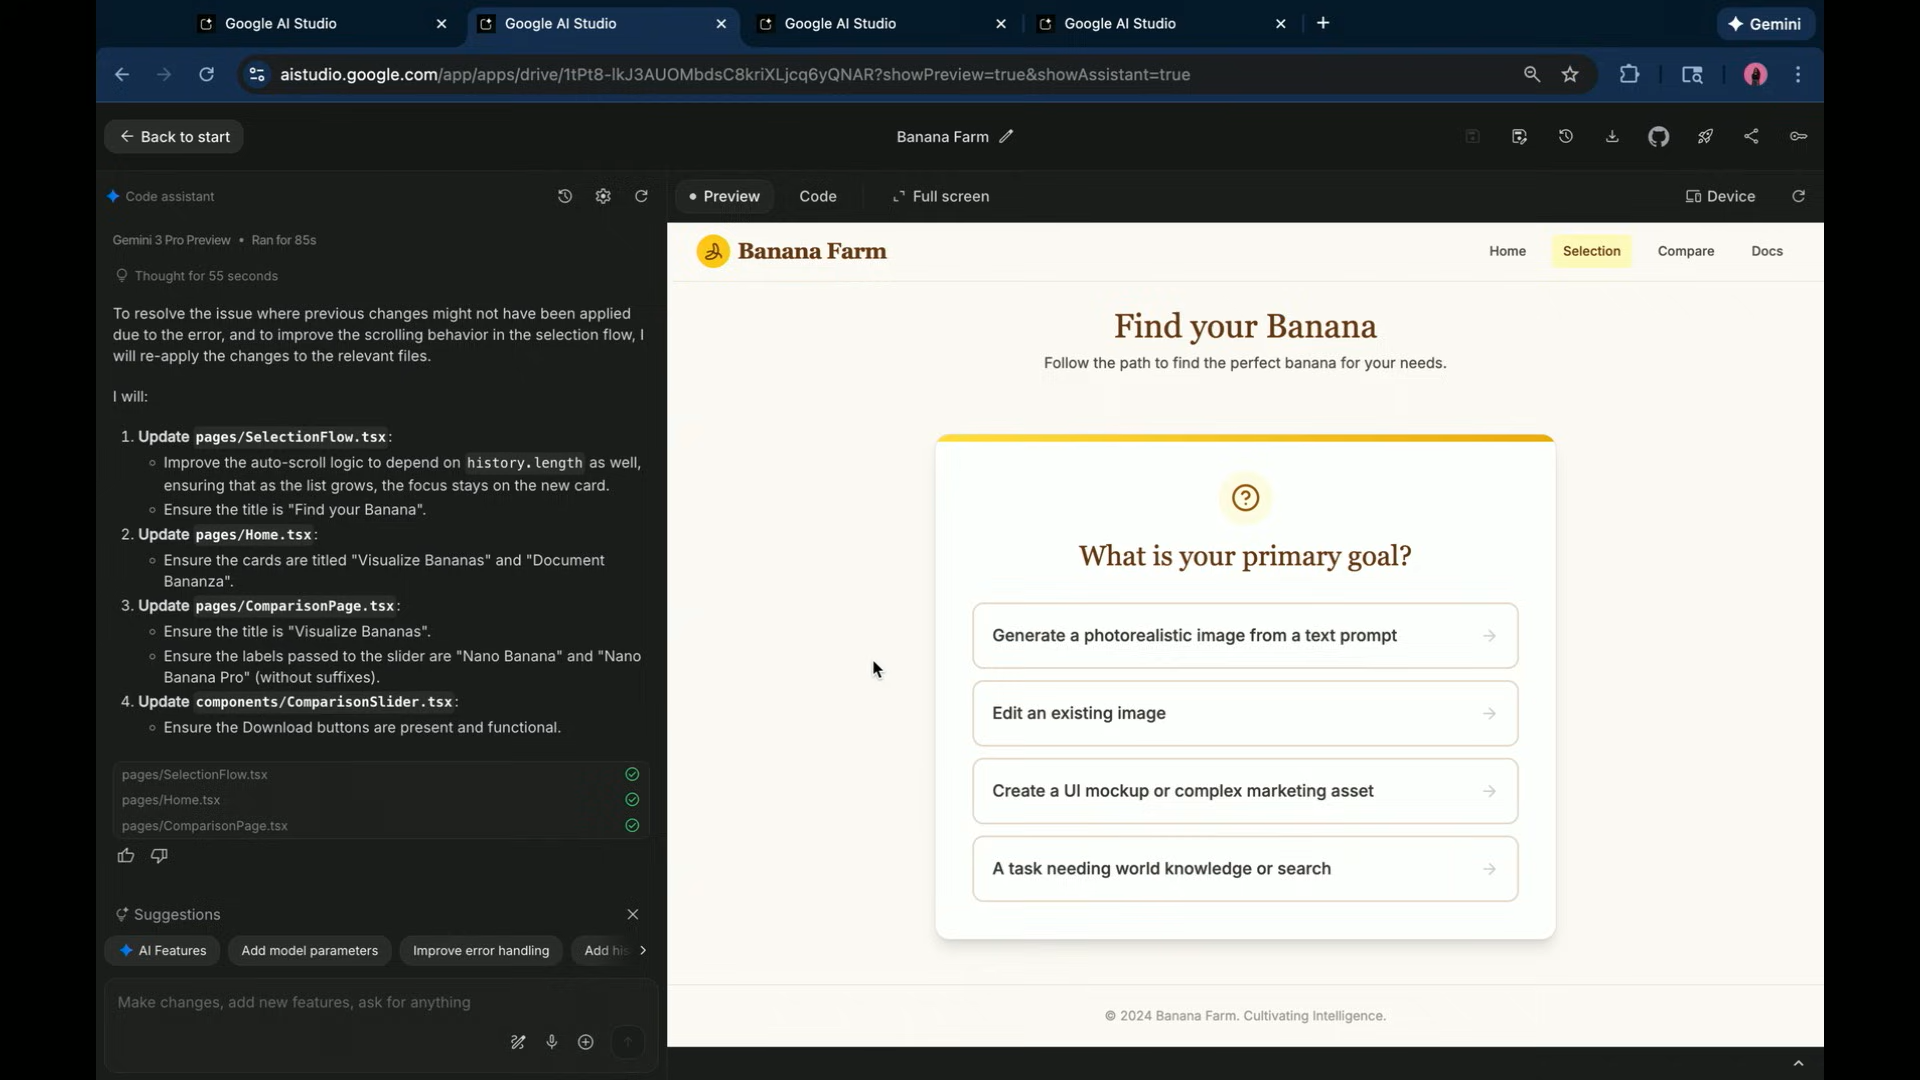 Google AI Studio
Google AI Studio
Google AI Studio
Google AI Studio
Gemini
aistudio.google.com/app/apps/drive/1tPt8-lkJ3AUOMbdsC8kriXLjcq6yQNAR?showPreview=true&showAssistant=true
Back to start
Banana Farm
Code assistant
Gemini 3 Pro Preview • Ran for 85s
Thought for 55 seconds
To resolve the issue where previous changes might not have been applied
due to the error, and to improve the scrolling behavior in the selection flow, I
will re-apply the changes to the relevant files.
I will:
1. Update pages/SelectionFlow.tsx:
Improve the auto-scroll logic to depend on history.length as well,
ensuring that as the list grows, the focus stays on the new card.
Ensure the title is "Find your Banana".
2. Update pages/Home.tsx:
Ensure the cards are titled "Visualize Bananas" and "Document
Bananza".
3. Update pages/ComparisonPage.tsx:
Ensure the title is "Visualize Bananas".
Ensure the labels passed to the slider are "Nano Banana" and "Nano
Banana Pro" (without suffixes).
4. Update components/ComparisonSlider.tsx:
Ensure the Download buttons are present and functional.
pages/SelectionFlow.tsx
pages/Home.tsx
pages/ComparisonPage.tsx
Suggestions
AI Features
Add model parameters
Improve error handling
Add his
Make changes, add new features, ask for anything
Preview
Code
Full screen
Device
Banana Farm
Home
Selection
Compare
Docs
Find your Banana
Follow the path to find the perfect banana for your needs.
What is your primary goal?
Generate a photorealistic image from a text prompt
Edit an existing image
Create a UI mockup or complex marketing asset
A task needing world knowledge or search
© 2024 Banana Farm. Cultivating Intelligence.